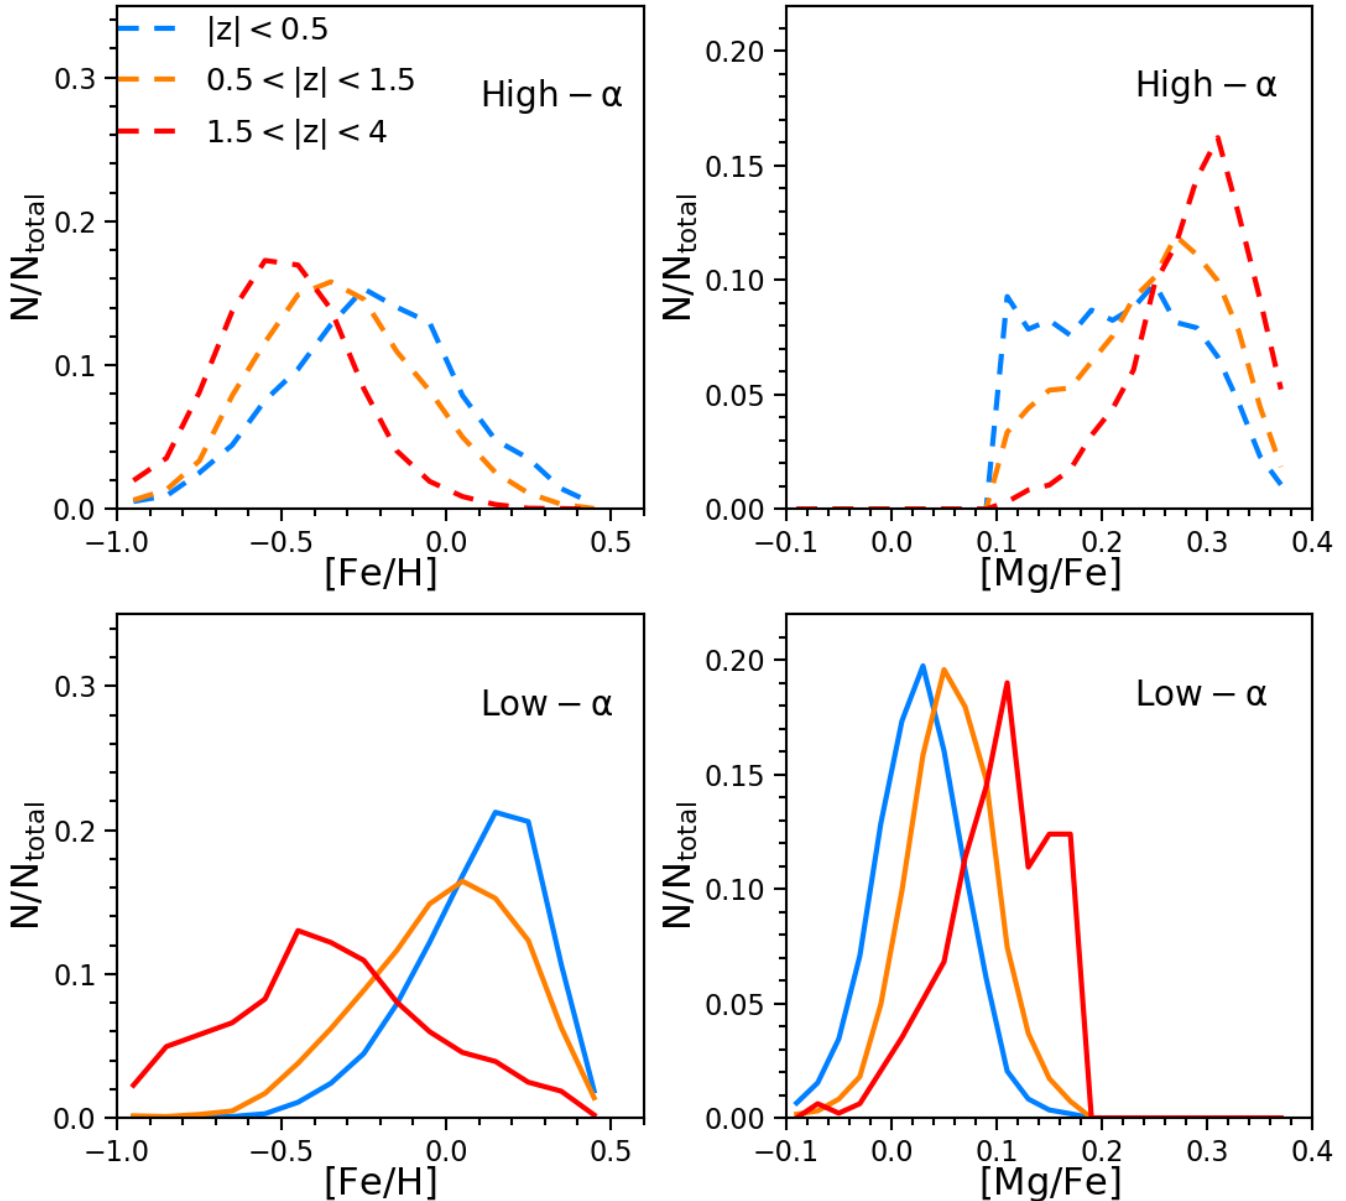 |z| < 0.5
0.5 < |z| < 1.5
1.5 < |z| < 4
High − α
N/N_total
0.3
0.2
0.1
0.0
−1.0 −0.5 0.0 0.5
[Fe/H]
High − α
N/N_total
0.20
0.15
0.10
0.05
0.00
−0.1 0.0 0.1 0.2 0.3 0.4
[Mg/Fe]
Low − α
N/N_total
0.3
0.2
0.1
0.0
−1.0 −0.5 0.0 0.5
[Fe/H]
Low − α
N/N_total
0.20
0.15
0.10
0.05
0.00
−0.1 0.0 0.1 0.2 0.3 0.4
[Mg/Fe]